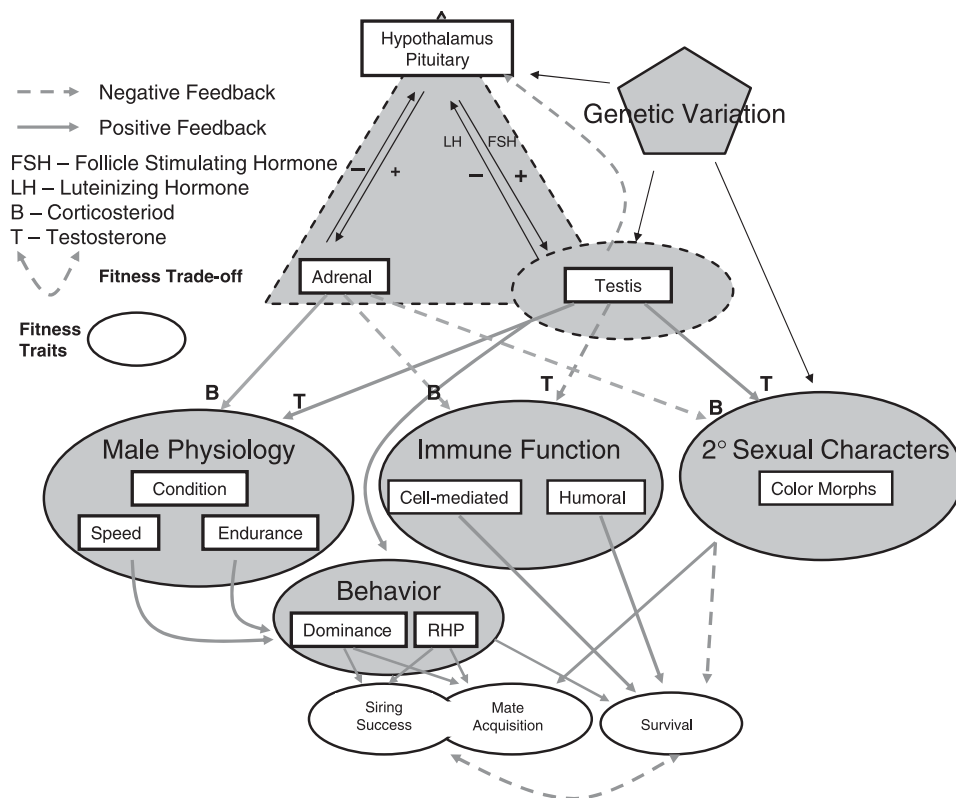 Hypothalamus
Pituitary
Genetic Variation
Negative Feedback
Positive Feedback
FSH – Follicle Stimulating Hormone
LH – Luteinizing Hormone
B – Corticosteriod
T – Testosterone
Fitness Trade-off
Fitness
Traits
LH
FSH
–
+
–
+
Adrenal
Testis
B
T
B
T
B
T
Male Physiology
Condition
Speed
Endurance
Immune Function
Cell-mediated
Humoral
2° Sexual Characters
Color Morphs
Behavior
Dominance
RHP
Siring
Success
Mate
Acquisition
Survival